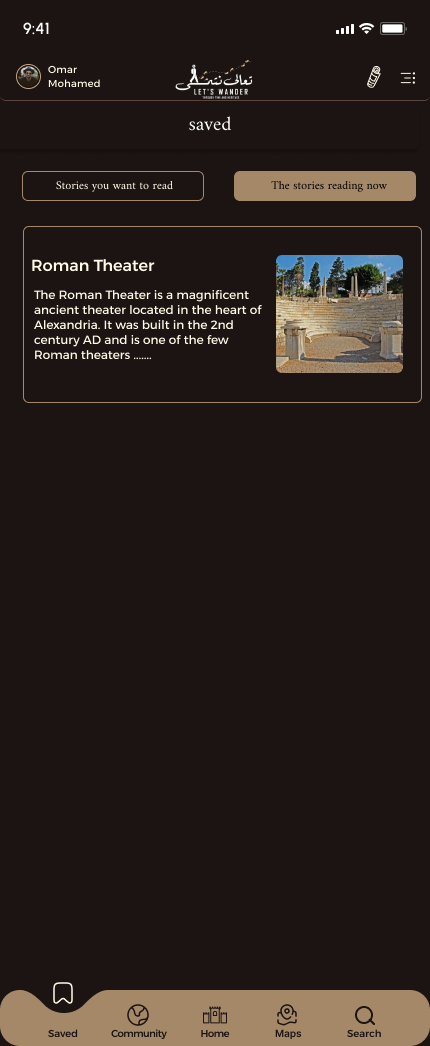 9:41
Omar
Mohamed
تعالى نتمشى
LET'S WANDER
saved
Stories you want to read
The stories reading now
Roman Theater
The Roman Theater is a magnificent
ancient theater located in the heart of
Alexandria. It was built in the 2nd
century AD and is one of the few
Roman theaters ......
Saved
Community
Home
Maps
Search